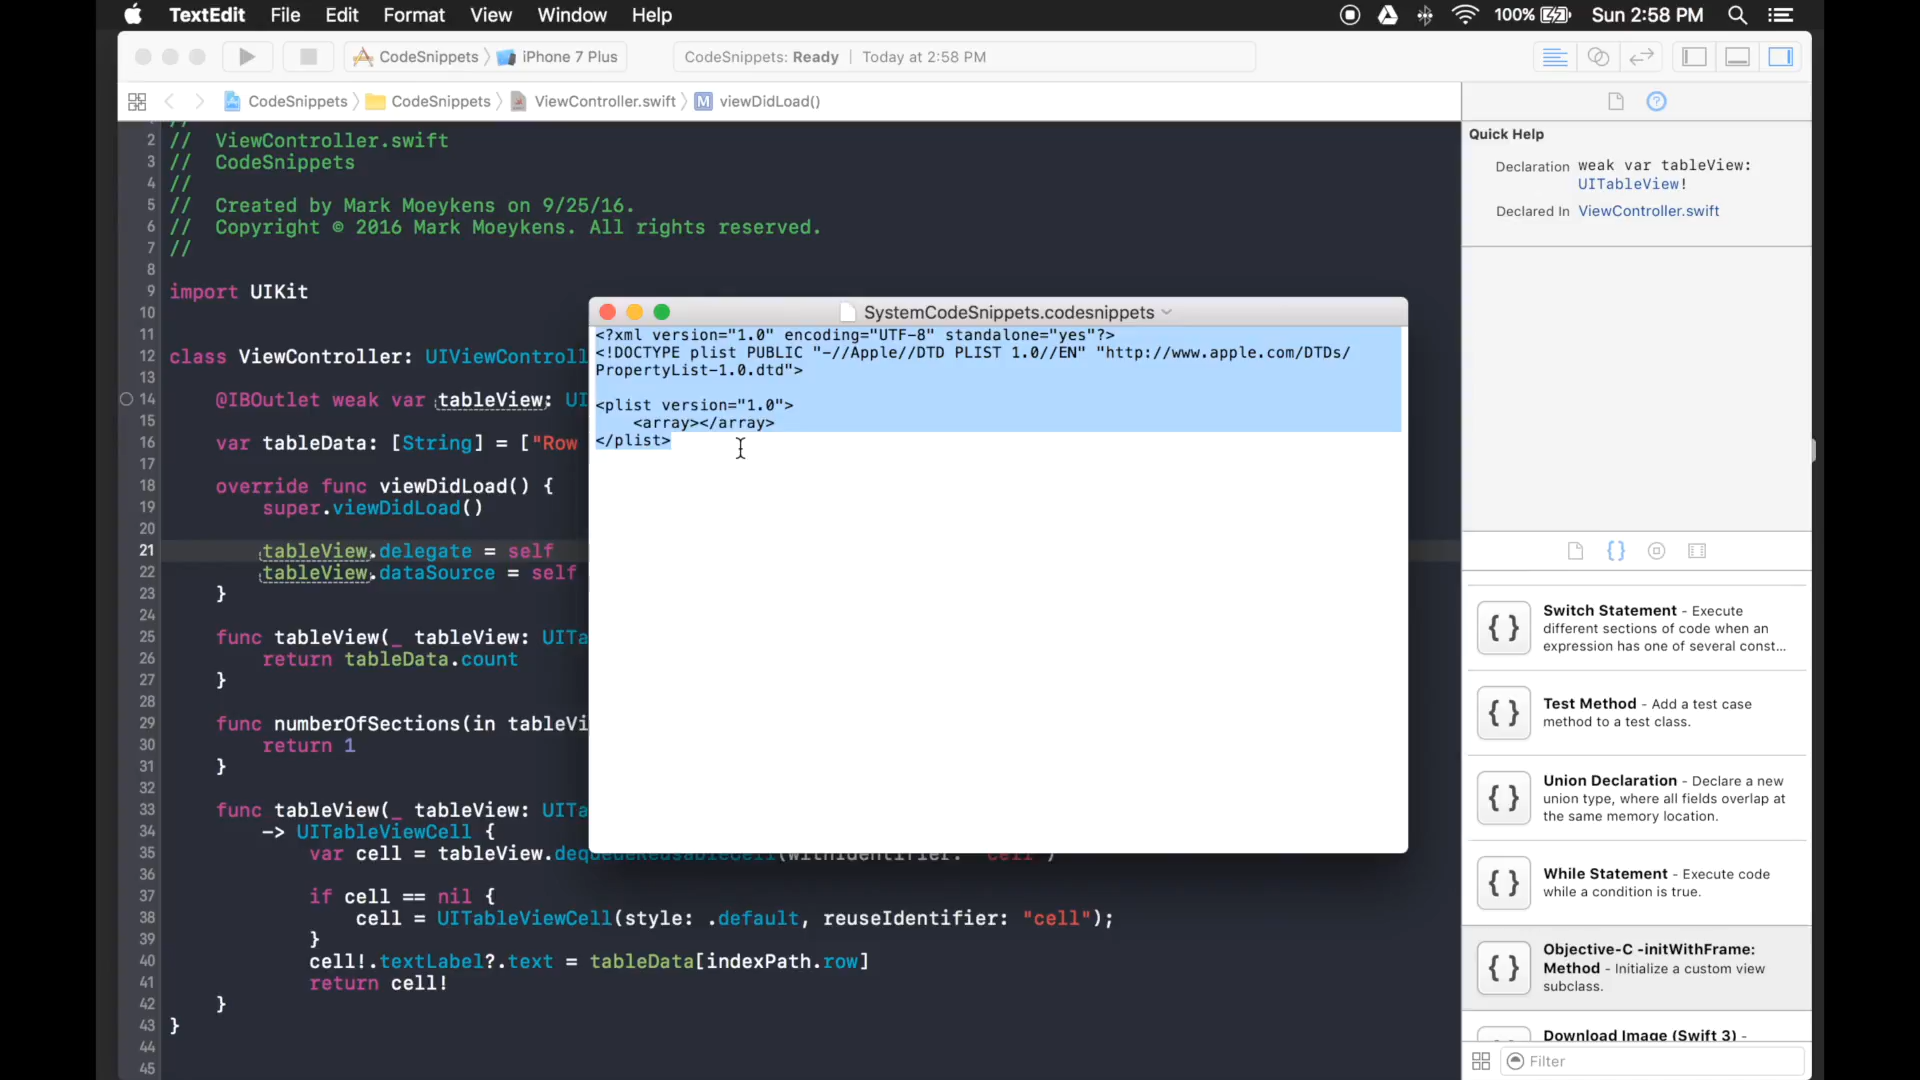 TextEdit File Edit Format View Window Help 100% Sun 2:58 PM
CodeSnippets iPhone 7 Plus CodeSnippets: Ready | Today at 2:58 PM
CodeSnippets CodeSnippets ViewController.swift M viewDidLoad()
2 // ViewController.swift
3 // CodeSnippets
4 //
5 // Created by Mark Moeykens on 9/25/16.
6 // Copyright © 2016 Mark Moeykens. All rights reserved.
7 //
8
9 import UIKit
10
11
12 class ViewController: UIViewControll
13
14 @IBOutlet weak var tableView: UI
15
16 var tableData: [String] = ["Row
17
18 override func viewDidLoad() {
19 super.viewDidLoad()
20
21 tableView.delegate = self
22 tableView.dataSource = self
23 }
24
25 func tableView(_ tableView: UITa
26 return tableData.count
27 }
28
29 func numberOfSections(in tableVi
30 return 1
31 }
32
33 func tableView(_ tableView: UITa
34 -> UITableViewCell {
35 var cell = tableView.dequeueReusableCell(withIdentifier: "cell")
36
37 if cell == nil {
38 cell = UITableViewCell(style: .default, reuseIdentifier: "cell");
39 }
40 cell!.textLabel?.text = tableData[indexPath.row]
41 return cell!
42 }
43 }
44
45
SystemCodeSnippets.codesnippets
<?xml version="1.0" encoding="UTF-8" standalone="yes"?>
<!DOCTYPE plist PUBLIC "-//Apple//DTD PLIST 1.0//EN" "http://www.apple.com/DTDs/
PropertyList-1.0.dtd">
<plist version="1.0">
<array></array>
</plist>
Quick Help
Declaration weak var tableView:
UITableView!
Declared In ViewController.swift
{ } Switch Statement - Execute
different sections of code when an
expression has one of several const...
{ } Test Method - Add a test case
method to a test class.
{ } Union Declaration - Declare a new
union type, where all fields overlap at
the same memory location.
{ } While Statement - Execute code
while a condition is true.
{ } Objective-C -initWithFrame:
Method - Initialize a custom view
subclass.
Download Image (Swift 3) -
Filter